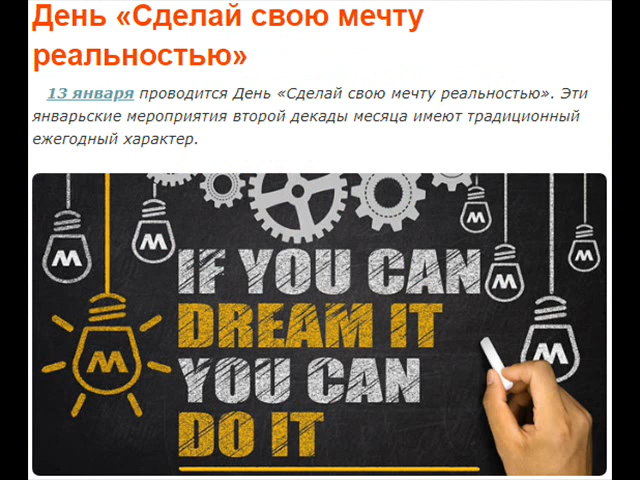 День «Сделай свою мечту
реальностью»
13 января проводится День «Сделай свою мечту реальностью». Эти
январские мероприятия второй декады месяца имеют традиционный
ежегодный характер.
IF YOU CAN
DREAM IT
YOU CAN
DO IT